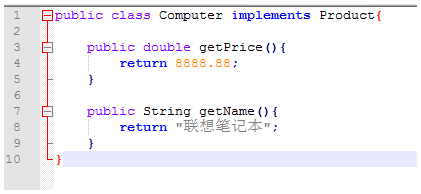 1 public class Computer implements Product{
2
3     public double getPrice(){
4         return 8888.88;
5     }
6
7     public String getName(){
8         return "联想笔记本";
9     }
10 }